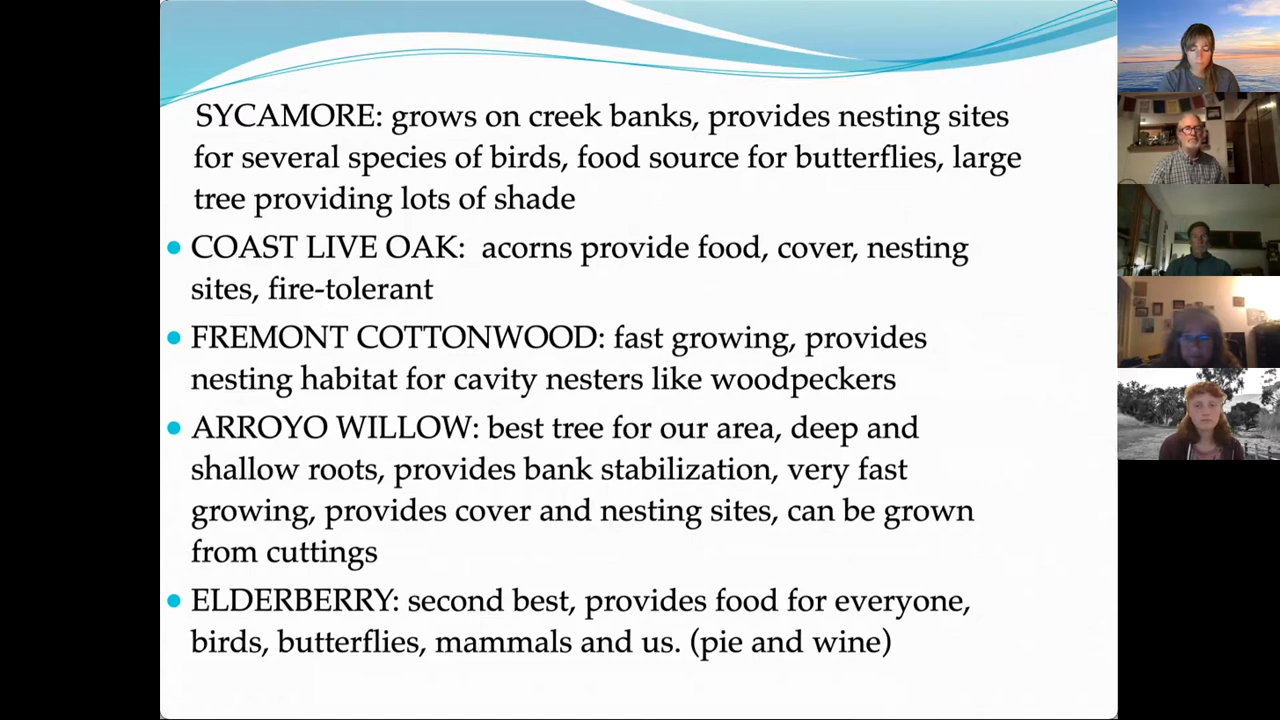 SYCAMORE: grows on creek banks, provides nesting sites
for several species of birds, food source for butterflies, large
tree providing lots of shade
• COAST LIVE OAK: acorns provide food, cover, nesting
sites, fire-tolerant
• FREMONT COTTONWOOD: fast growing, provides
nesting habitat for cavity nesters like woodpeckers
• ARROYO WILLOW: best tree for our area, deep and
shallow roots, provides bank stabilization, very fast
growing, provides cover and nesting sites, can be grown
from cuttings
• ELDERBERRY: second best, provides food for everyone,
birds, butterflies, mammals and us. (pie and wine)